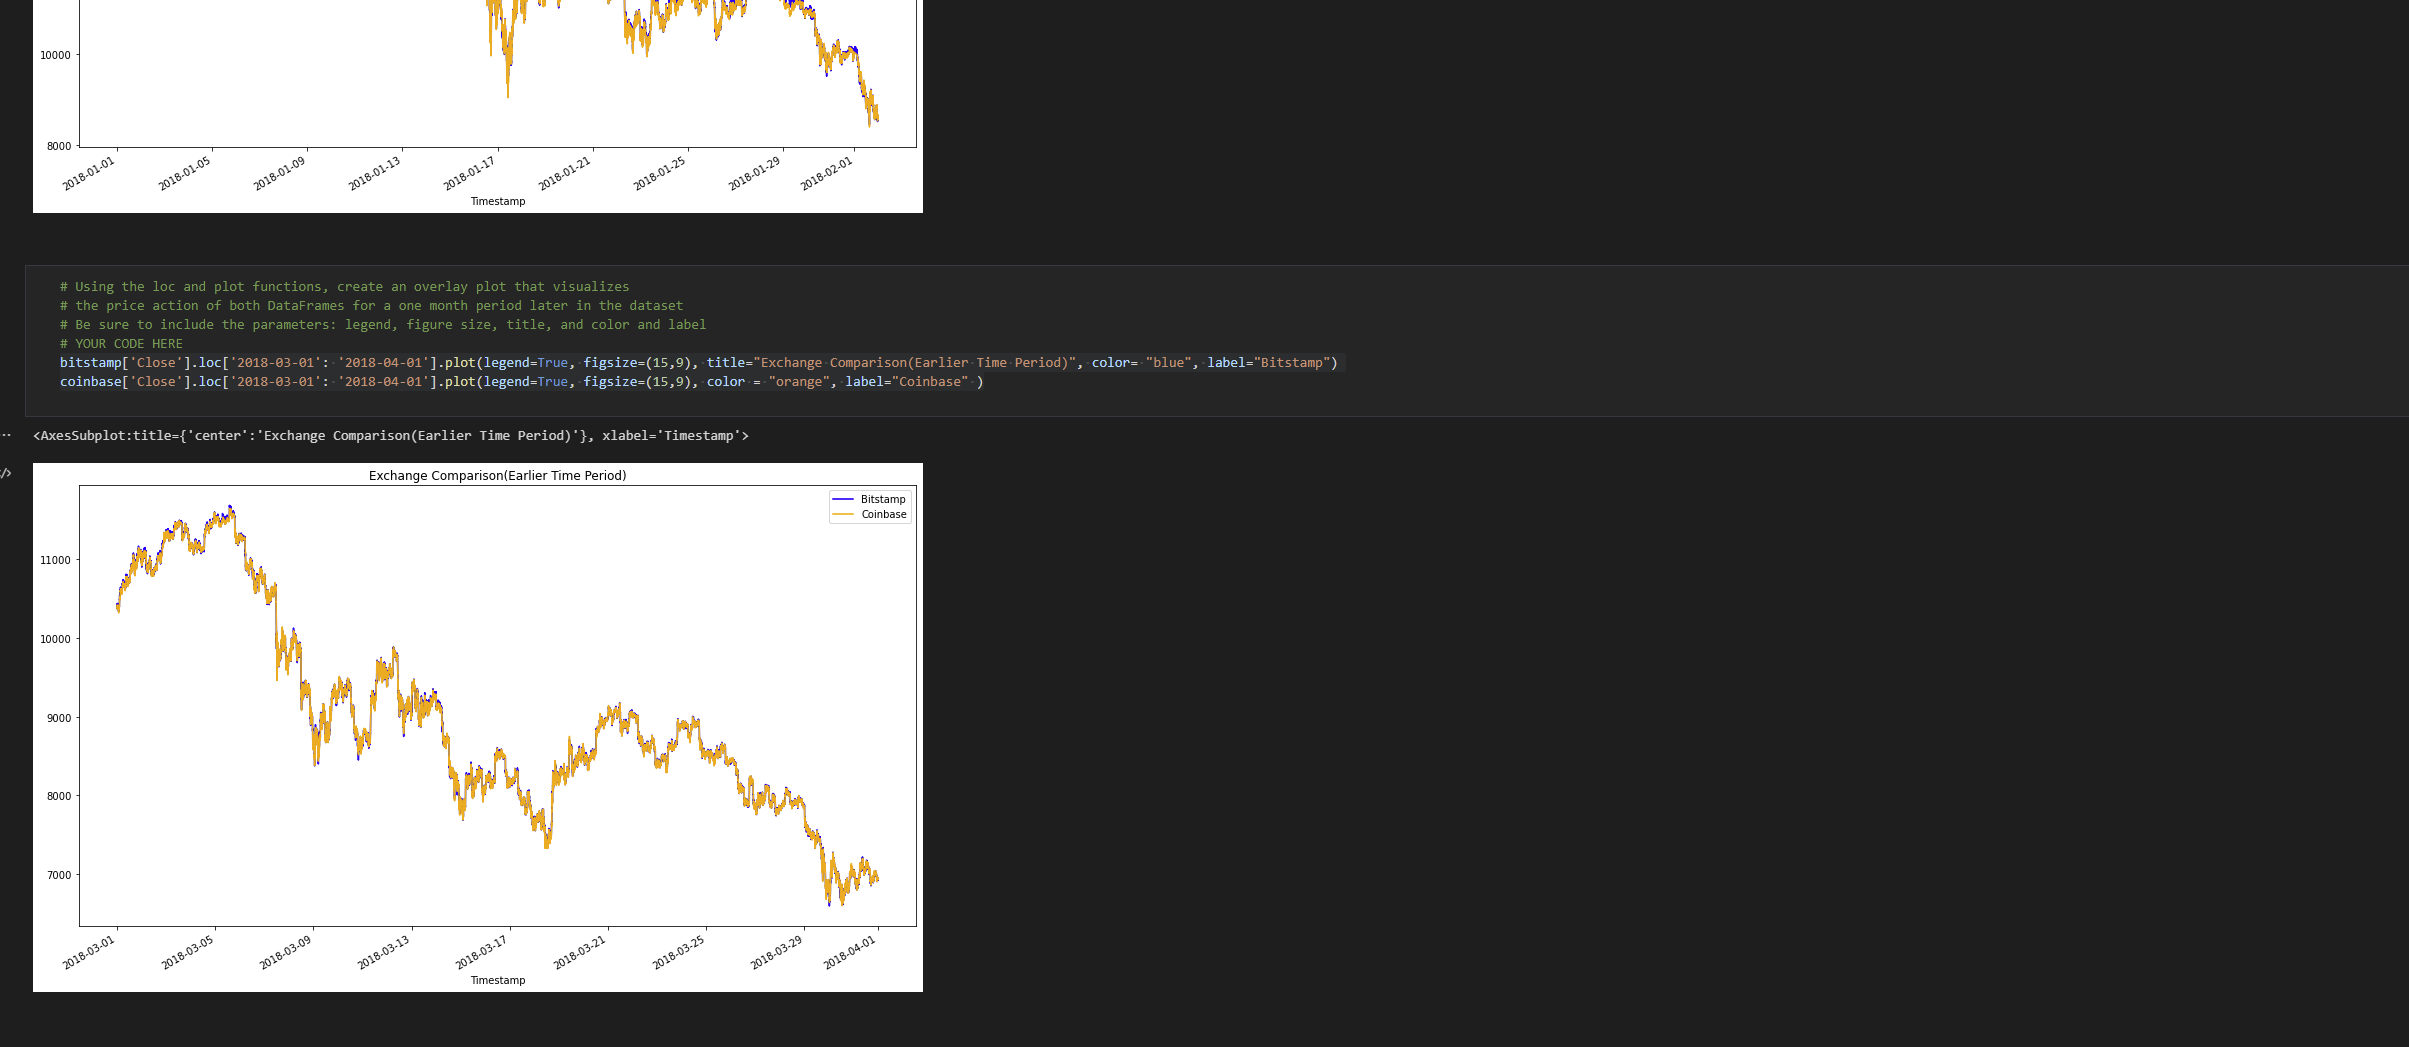 10000
8000
2018-01-01 2018-01-05 2018-01-09 2018-01-13 2018-01-17 2018-01-21 2018-01-25 2018-01-29 2018-02-01
Timestamp
# Using the loc and plot functions, create an overlay plot that visualizes
# the price action of both DataFrames for a one month period later in the dataset
# Be sure to include the parameters: legend, figure size, title, and color and label
# YOUR CODE HERE
bitstamp['Close'].loc['2018-03-01': '2018-04-01'].plot(legend=True, figsize=(15,9), title="Exchange Comparison(Earlier Time Period)", color= "blue", label="Bitstamp")
coinbase['Close'].loc['2018-03-01': '2018-04-01'].plot(legend=True, figsize=(15,9), color = "orange", label="Coinbase" )
<AxesSubplot:title={'center':'Exchange Comparison(Earlier Time Period)'}, xlabel='Timestamp'>
Exchange Comparison(Earlier Time Period)
Bitstamp
Coinbase
11000
10000
9000
8000
7000
2018-03-01 2018-03-05 2018-03-09 2018-03-13 2018-03-17 2018-03-21 2018-03-25 2018-03-29 2018-04-01
Timestamp